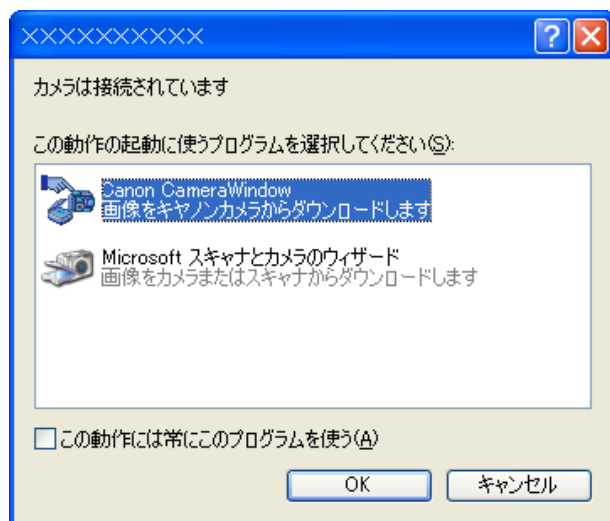 ××××××××××
カメラは接続されています
この動作の起動に使うプログラムを選択してください(S):
Canon CameraWindow
画像をキヤノンカメラからダウンロードします
Microsoft スキャナとカメラのウィザード
画像をカメラまたはスキャナからダウンロードします
この動作には常にこのプログラムを使う(A)
OK
キャンセル